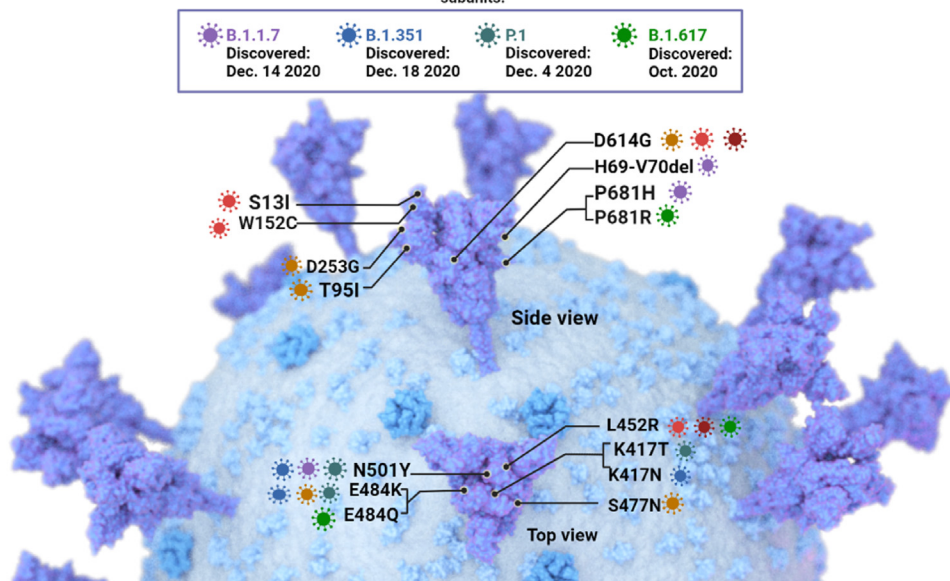 subunits.
B.1.1.7
Discovered:
Dec. 14 2020
B.1.351
Discovered:
Dec. 18 2020
P.1
Discovered:
Dec. 4 2020
B.1.617
Discovered:
Oct. 2020
D614G
H69-V70del
P681H
P681R
S13I
W152C
D253G
T95I
Side view
L452R
K417T
K417N
S477N
N501Y
E484K
E484Q
Top view